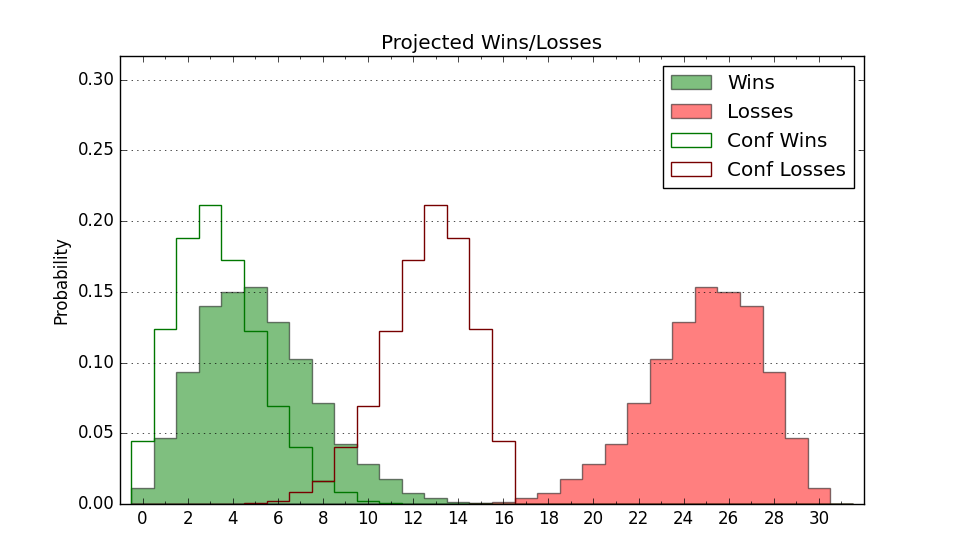 Projected Wins/Losses
Probability
0.30
0.25
0.20
0.15
0.10
0.05
0.00
Wins
Losses
Conf Wins
Conf Losses
0 2 4 6 8 10 12 14 16 18 20 22 24 26 28 30